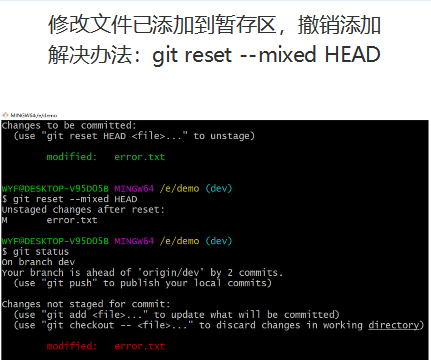 修改文件已添加到暂存区，撤销添加
解决办法：git reset --mixed HEAD
MINGW64:/e/demo
Changes to be committed:
  (use "git reset HEAD <file>..." to unstage)
        modified:   error.txt
WYF@DESKTOP-V95DO5B MINGW64 /e/demo (dev)
$ git reset --mixed HEAD
Unstaged changes after reset:
M       error.txt
WYF@DESKTOP-V95DO5B MINGW64 /e/demo (dev)
$ git status
On branch dev
Your branch is ahead of 'origin/dev' by 2 commits.
  (use "git push" to publish your local commits)
Changes not staged for commit:
  (use "git add <file>..." to update what will be committed)
  (use "git checkout -- <file>..." to discard changes in working directory)
        modified:   error.txt